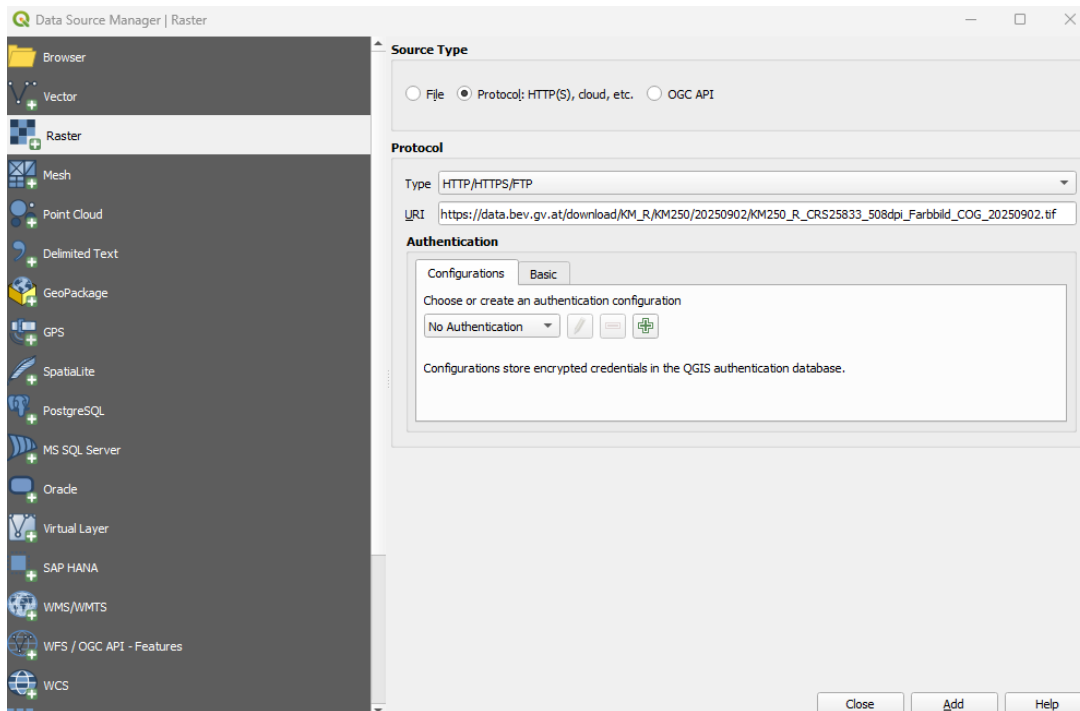 Data Source Manager | Raster
Browser
Vector
Raster
Mesh
Point Cloud
Delimited Text
GeoPackage
GPS
SpatiaLite
PostgreSQL
MS SQL Server
Oracle
Virtual Layer
SAP HANA
WMS/WMTS
WFS / OGC API - Features
WCS
Source Type
File Protocol: HTTP(S), cloud, etc. OGC API
Protocol
Type HTTP/HTTPS/FTP
URI https://data.bev.gv.at/download/KM_R/KM250/20250902/KM250_R_CRS25833_508dpi_Farbbild_COG_20250902.tif
Authentication
Configurations Basic
Choose or create an authentication configuration
No Authentication
Configurations store encrypted credentials in the QGIS authentication database.
Close Add Help